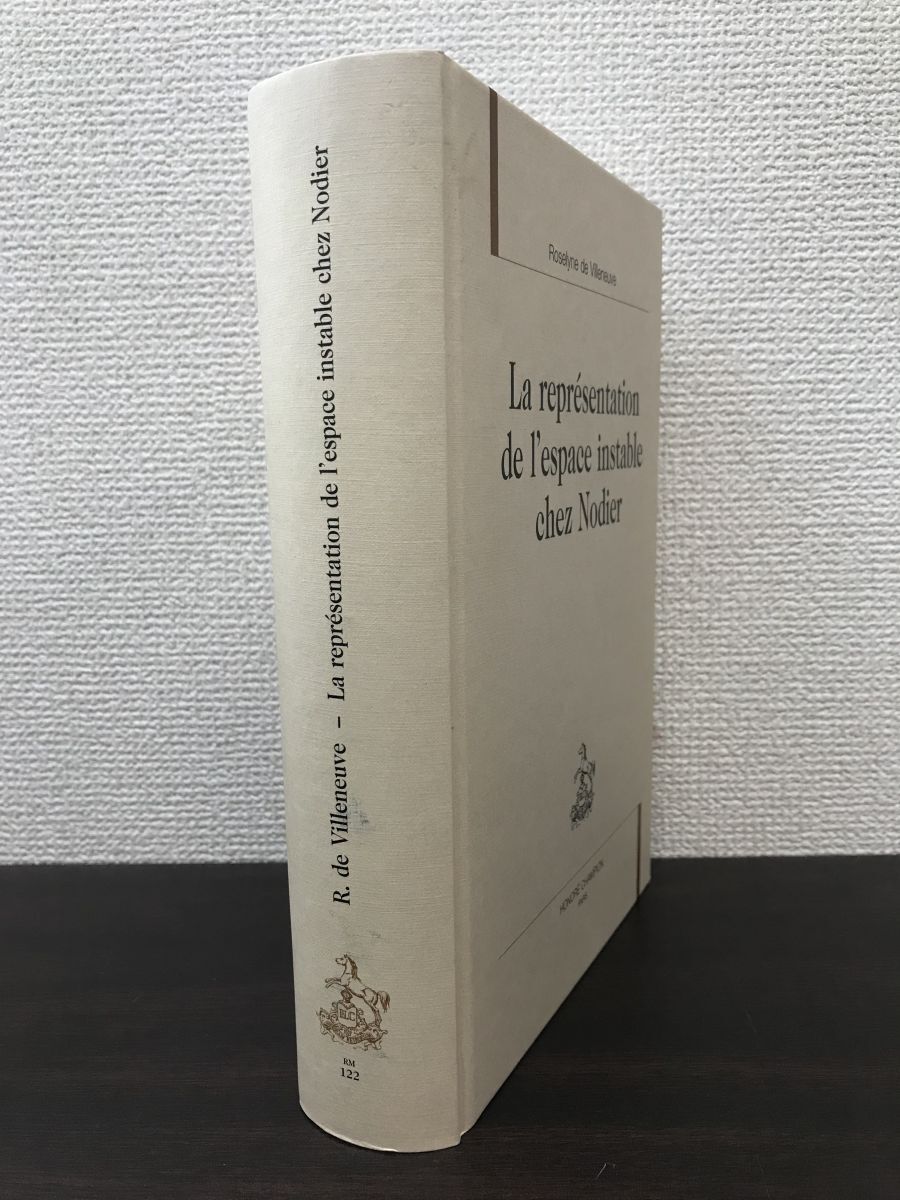 R. de Villeneuve – La représentation de l'espace instable chez Nodier
RM
122
Roselyne de Villeneuve
La représentation
de l'espace instable
chez Nodier
HONORÉ CHAMPION
PARIS